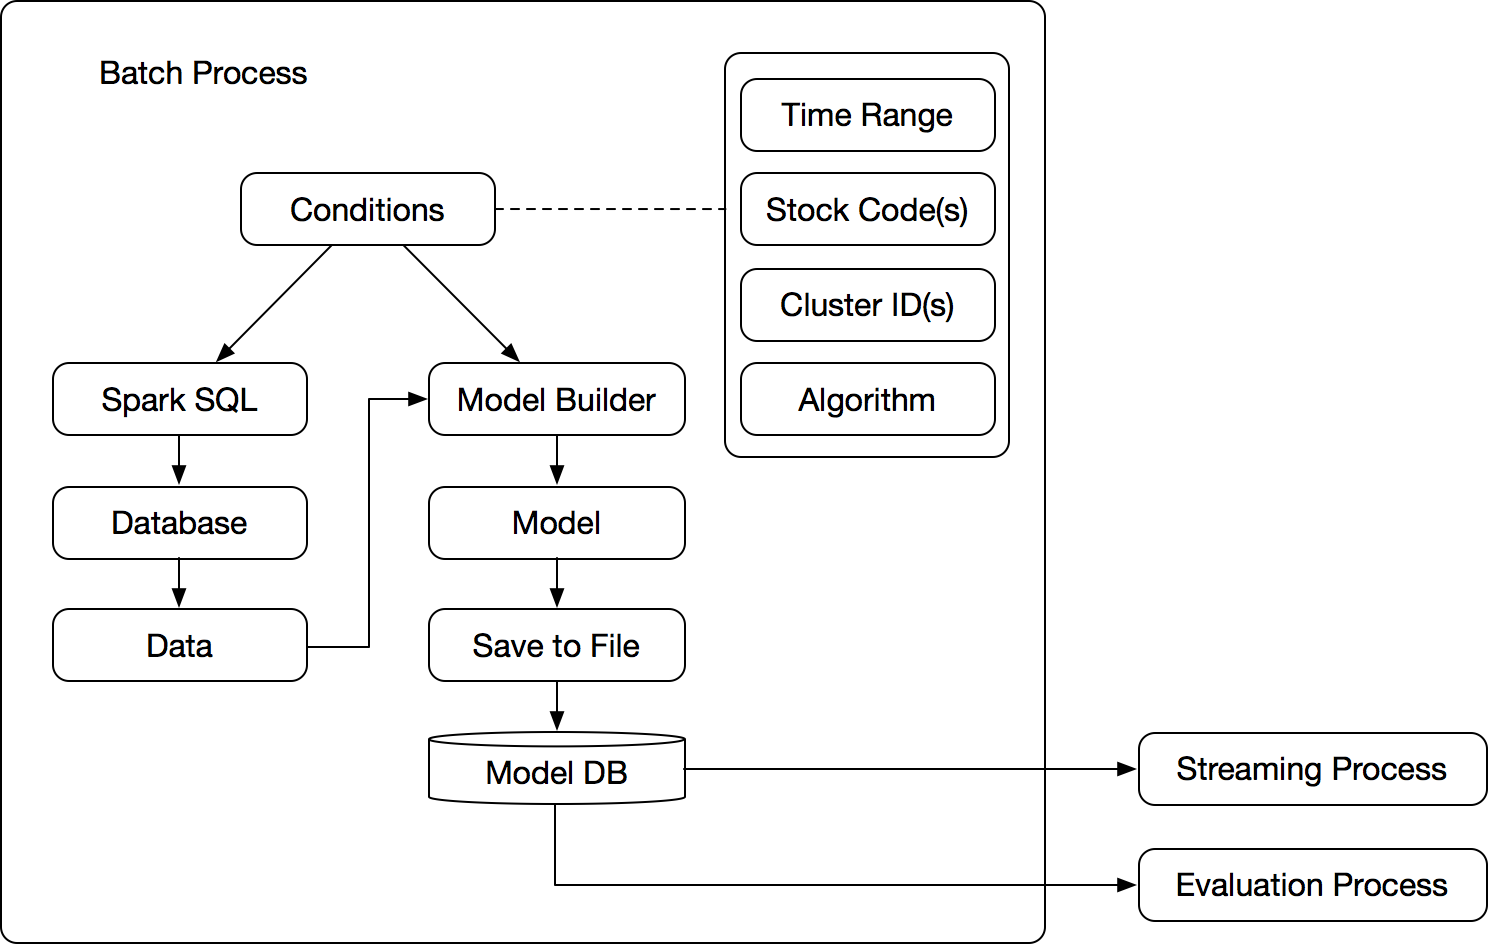 Batch Process
Time Range
Conditions
Stock Code(s)
Cluster ID(s)
Spark SQL
Model Builder
Algorithm
Database
Model
Data
Save to File
Model DB
Streaming Process
Evaluation Process